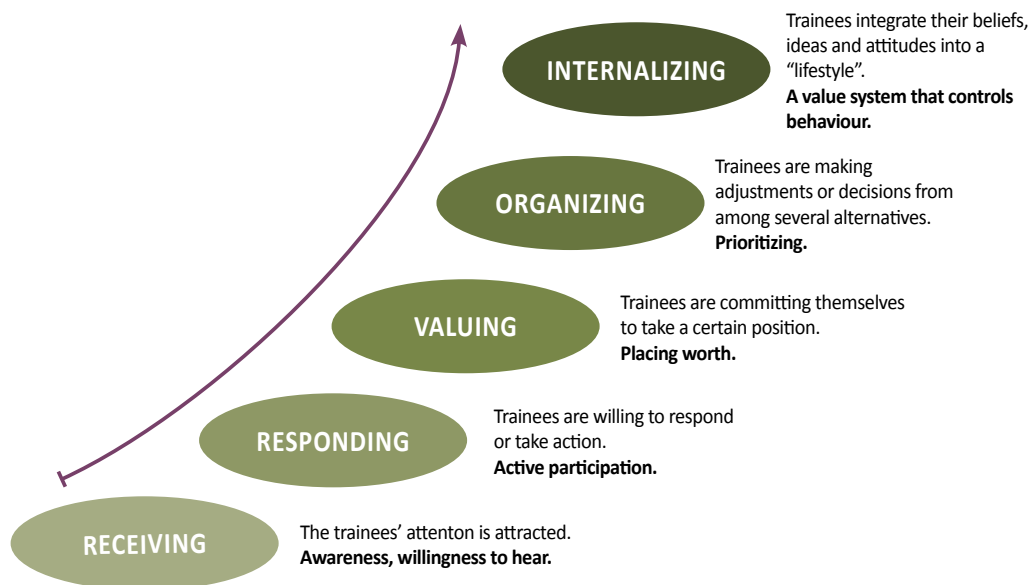 INTERNALIZING
Trainees integrate their beliefs,
ideas and attitudes into a
“lifestyle”.
A value system that controls
behaviour.
ORGANIZING
Trainees are making
adjustments or decisions from
among several alternatives.
Prioritizing.
VALUING
Trainees are committing themselves
to take a certain position.
Placing worth.
RESPONDING
Trainees are willing to respond
or take action.
Active participation.
RECEIVING
The trainees’ attenton is attracted.
Awareness, willingness to hear.